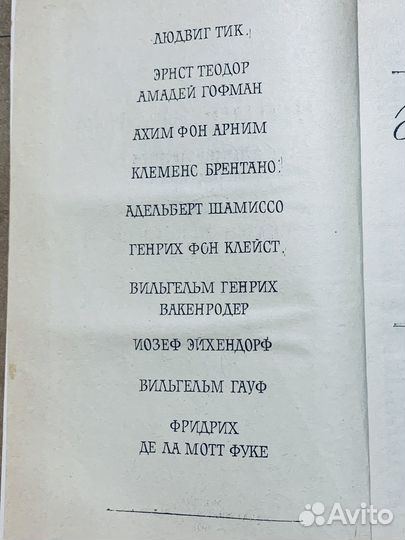 ЛЮДВИГ ТИК
ЭРНСТ ТЕОДОР
АМАДЕЙ ГОФМАН
АХИМ ФОН АРНИМ
КЛЕМЕНС БРЕНТАНО
АДЕЛЬБЕРТ ШАМИССО
ГЕНРИХ ФОН КЛЕЙСТ
ВИЛЬГЕЛЬМ ГЕНРИХ
ВАКЕНРОДЕР
ИОЗЕФ ЭЙХЕНДОРФ
ВИЛЬГЕЛЬМ ГАУФ
ФРИДРИХ
ДЕ ЛА МОТТ ФУКЕ
Avito